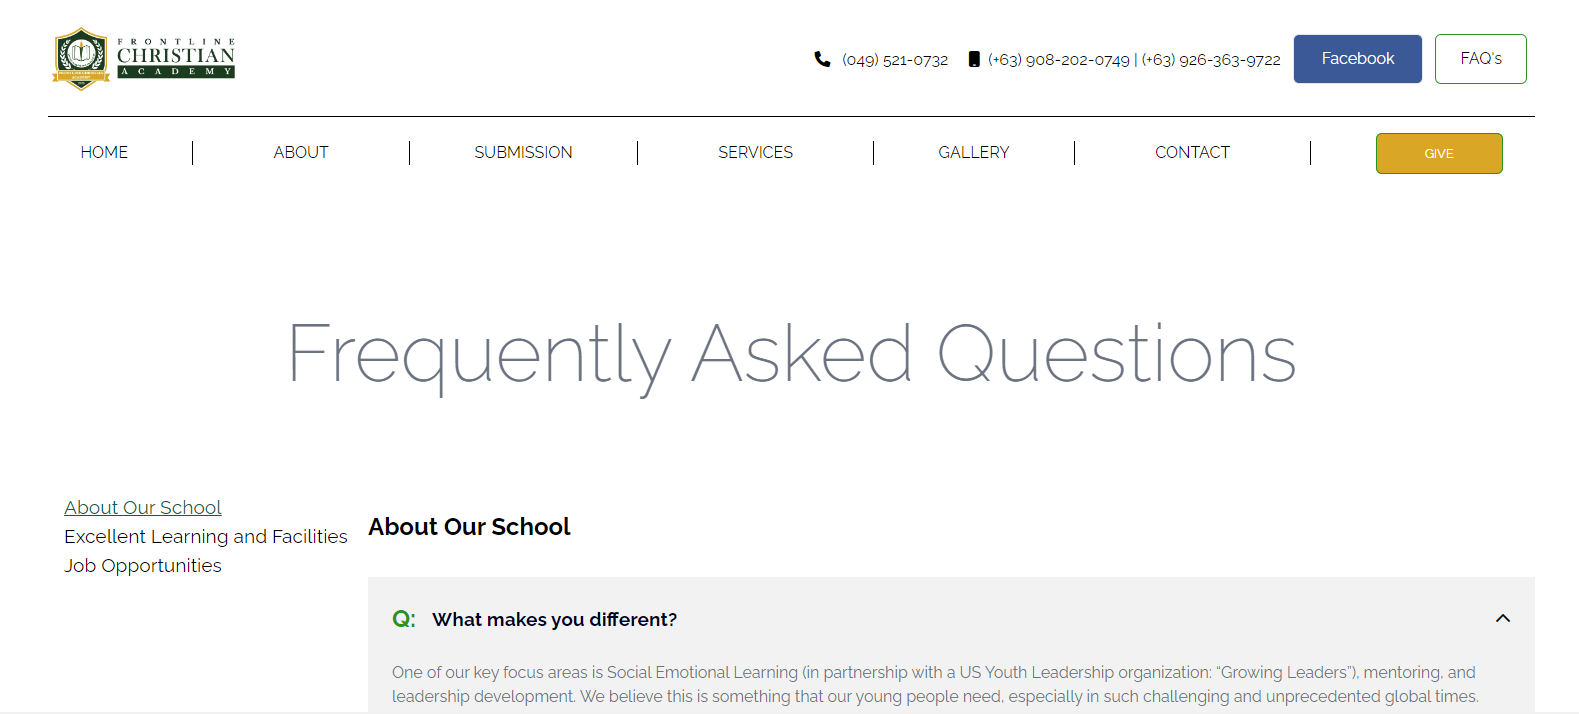 FRONTLINE
CHRISTIAN
ACADEMY
(049) 521-0732
(+63) 908-202-0749 | (+63) 926-363-9722
Facebook
FAQ's
HOME
ABOUT
SUBMISSION
SERVICES
GALLERY
CONTACT
GIVE
Frequently Asked Questions
About Our School
Excellent Learning and Facilities
Job Opportunities
About Our School
Q: What makes you different?
One of our key focus areas is Social Emotional Learning (in partnership with a US Youth Leadership organization: “Growing Leaders”), mentoring, and
leadership development. We believe this is something that our young people need, especially in such challenging and unprecedented global times.